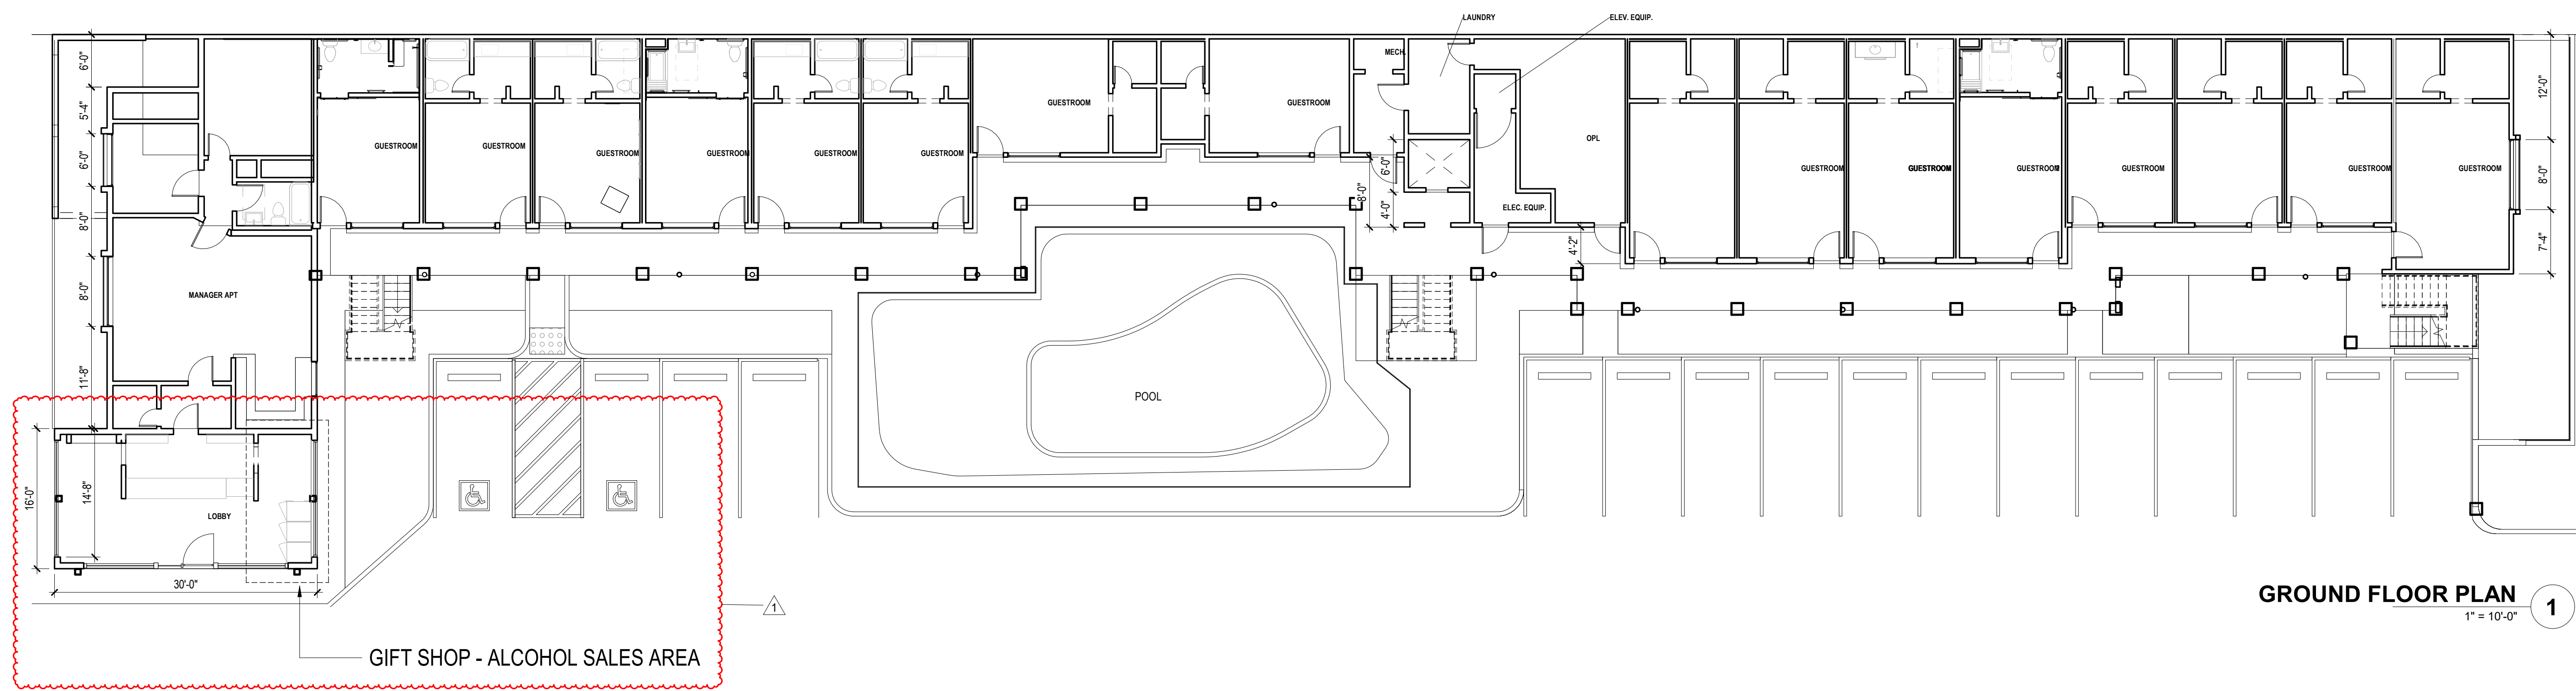 LAUNDRY
ELEV. EQUIP.
MECH.
6'-0"
5'-4"
6'-0"
8'-0"
8'-0"
11'-8"
16'-0"
14'-8"
30'-0"
GUESTROOM
GUESTROOM
GUESTROOM
GUESTROOM
GUESTROOM
GUESTROOM
GUESTROOM
GUESTROOM
OPL
6'-0"
8'-0"
4'-0"
ELEC. EQUIP.
4'-2"
GUESTROOM
GUESTROOM
GUESTROOM
GUESTROOM
GUESTROOM
GUESTROOM
12'-0"
8'-0"
7'-4"
MANAGER APT
POOL
LOBBY
1
GIFT SHOP - ALCOHOL SALES AREA
GROUND FLOOR PLAN
1" = 10'-0"
1